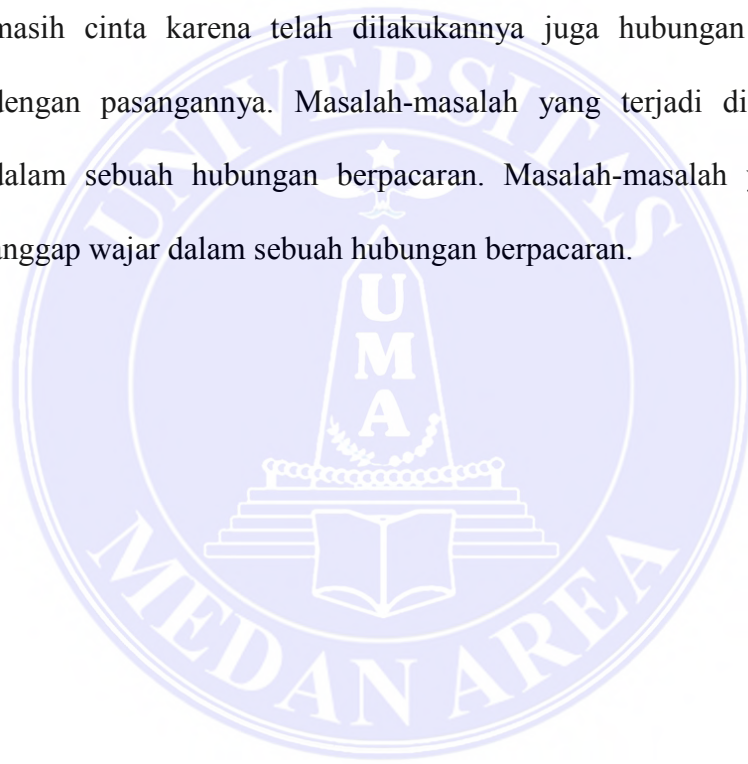 masih cinta karena telah dilakukannya juga hubungan
dengan pasangannya. Masalah-masalah yang terjadi di
dalam sebuah hubungan berpacaran. Masalah-masalah
anggap wajar dalam sebuah hubungan berpacaran.
UNIVERSITAS
UMA
MEDAN AREA